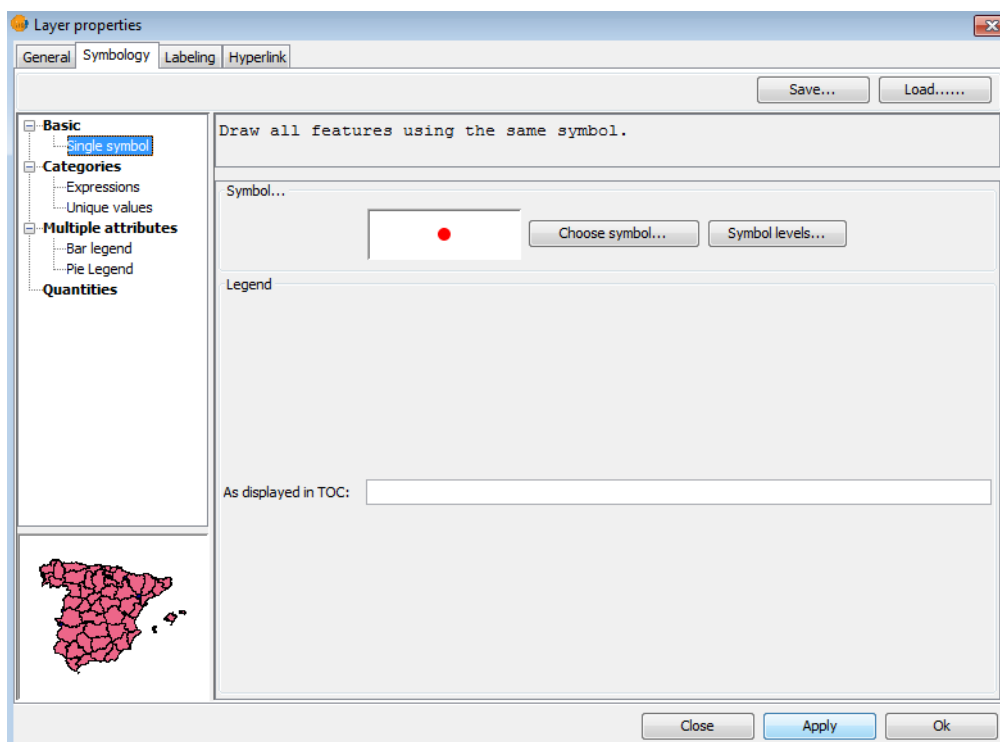 Layer properties
General Symbology Labeling Hyperlink
Save... Load......
Basic
Single symbol
Categories
Expressions
Unique values
Multiple attributes
Bar legend
Pie Legend
Quantities
Draw all features using the same symbol.
Symbol...
Choose symbol... Symbol levels...
Legend
As displayed in TOC:
Close Apply Ok